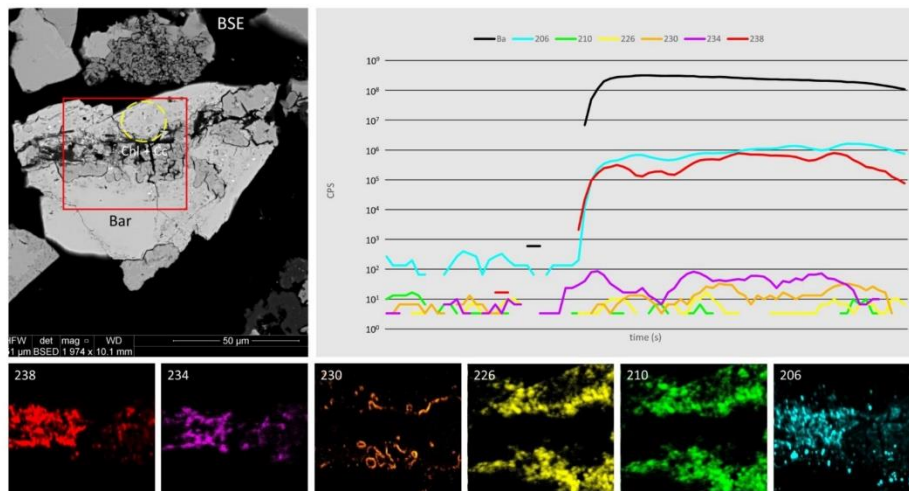 BSE
Chl + Cc
Bar
HFW det mag ○ WD
51 µm BSED 1 974 x 10.1 mm
50 µm
Ba 206 210 226 230 234 238
10⁹
10⁸
10⁷
10⁶
10⁵
10⁴
10³
10²
10¹
10⁰
CPS
time (s)
238
234
230
226
210
206